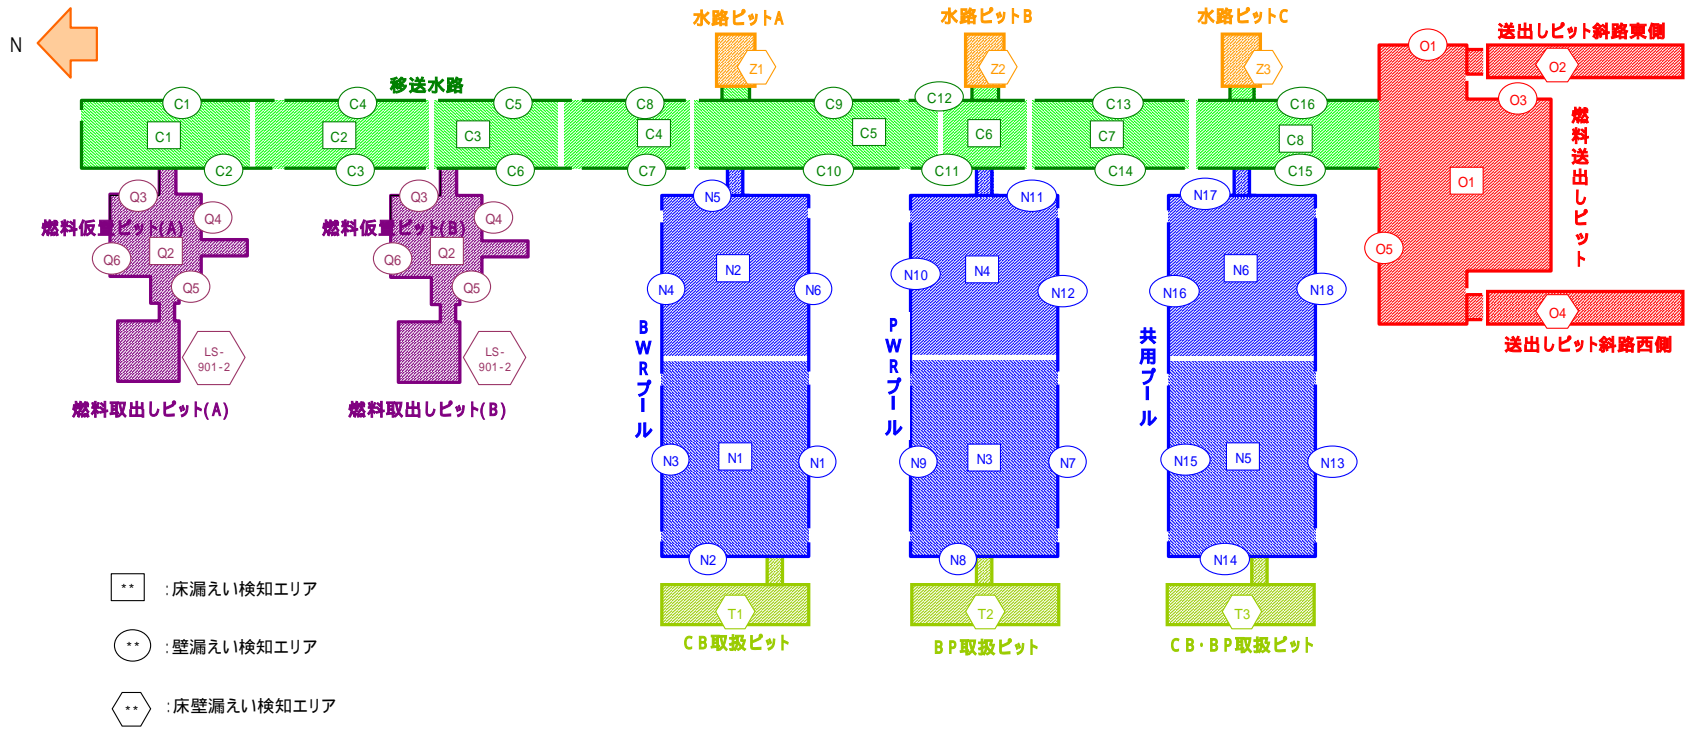 N
水路ピットA
水路ピットB
水路ピットC
送出しピット斜路東側
Z1
Z2
Z3
O1
O2
移送水路
C1
C4
C5
C8
C9
C12
C13
C16
O3
C1
C2
C3
C4
C5
C6
C7
C8
燃料送出しピット
C2
C3
C6
C7
C10
C11
C14
C15
O1
Q3
Q4
Q3
Q4
N5
N11
N17
燃料仮置ピット(A)
燃料仮置ピット(B)
O5
Q2
Q6
Q5
Q2
Q6
Q5
N2
N4
N6
N4
N10
N12
N6
N16
N18
O4
送出しピット斜路西側
LS-
901-2
LS-
901-2
BWRプール
PWRプール
共用プール
燃料取出しピット(A)
燃料取出しピット(B)
N1
N3
N1
N3
N9
N7
N5
N15
N13
N2
N8
N14
T1
T2
T3
CB取扱ピット
BP取扱ピット
CB・BP取扱ピット
** :床漏えい検知エリア
** :壁漏えい検知エリア
** :床壁漏えい検知エリア